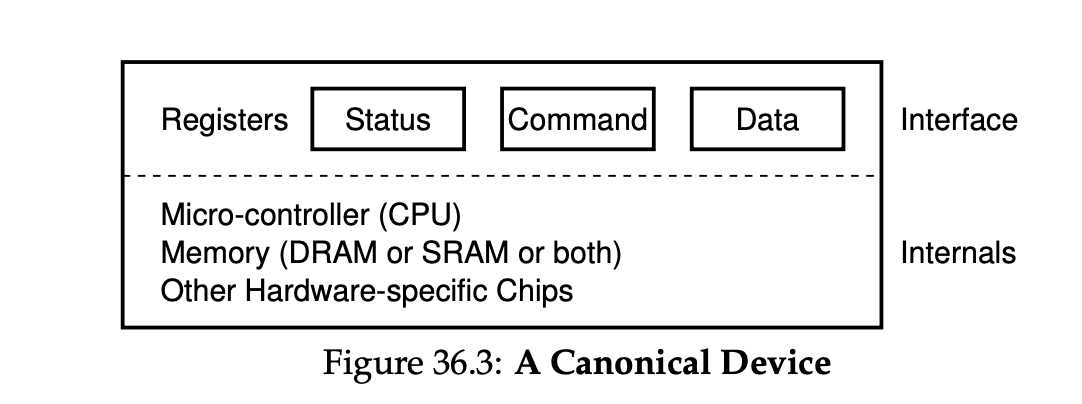 Registers Status Command Data Interface
Micro-controller (CPU)
Memory (DRAM or SRAM or both) Internals
Other Hardware-specific Chips
Figure 36.3: A Canonical Device